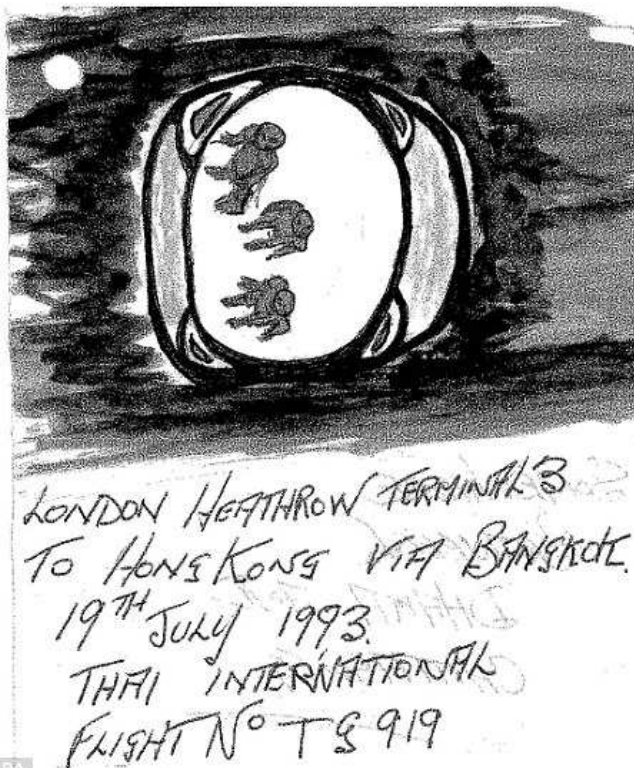 LONDON HEATHROW TERMINAL 3
TO HONG KONG VIA BANGKOK.
19TH JULY 1993.
THAI INTERNATIONAL
FLIGHT No TG 919